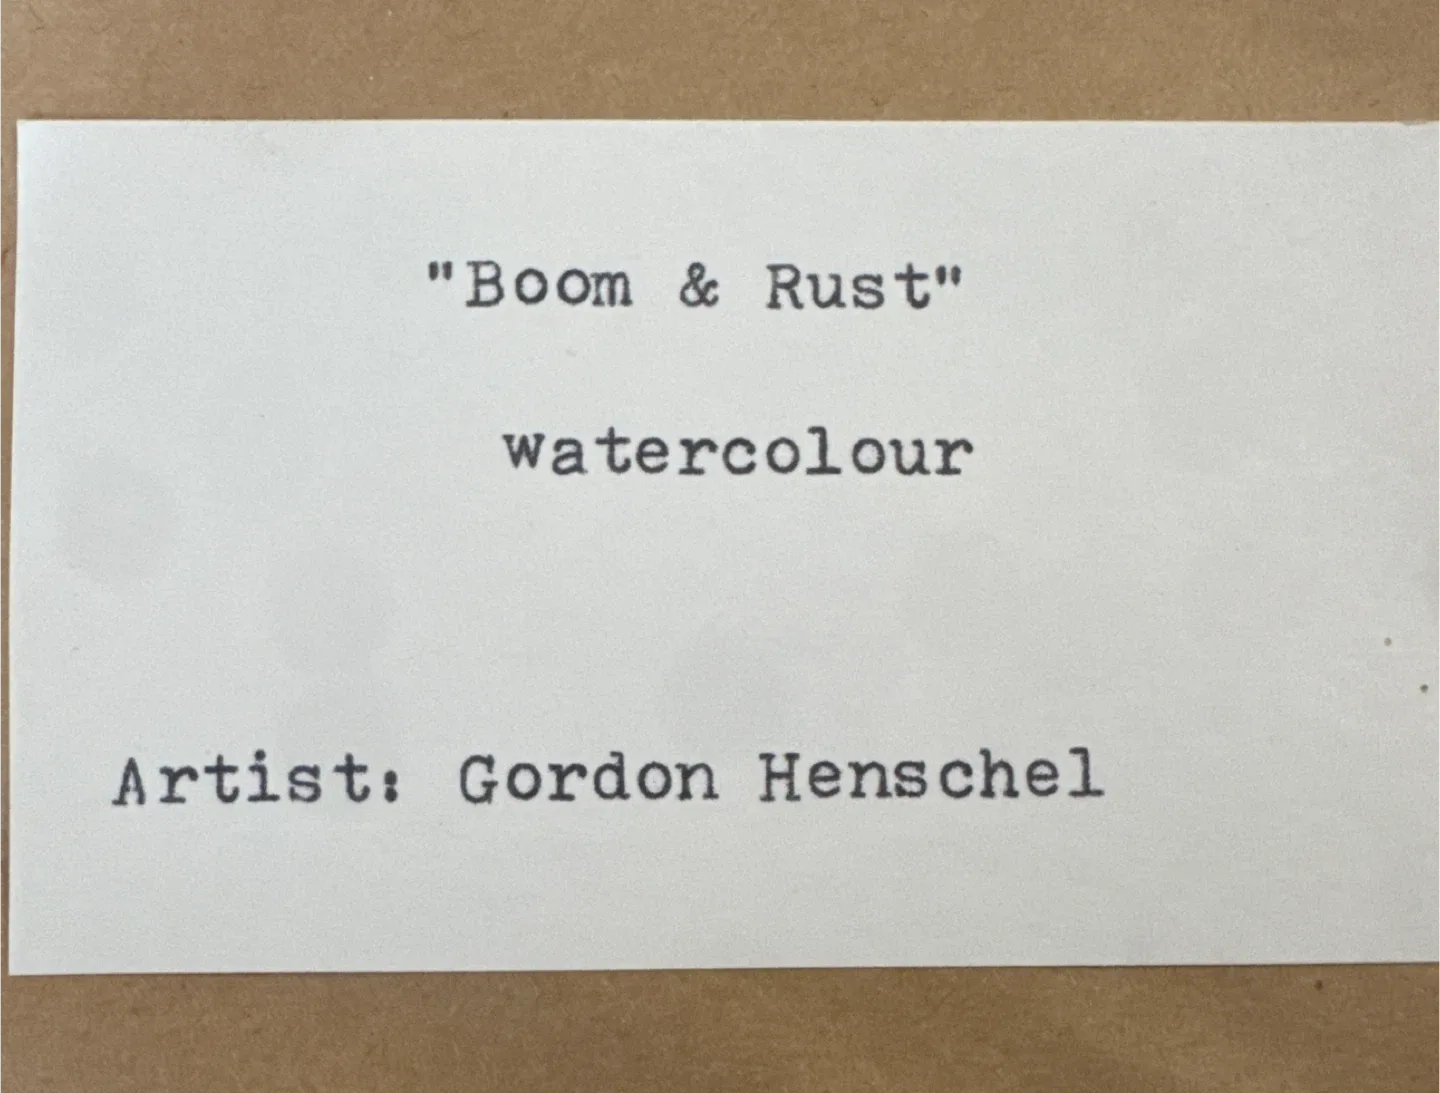 "Boom & Rust"
watercolour
Artist: Gordon Henschel